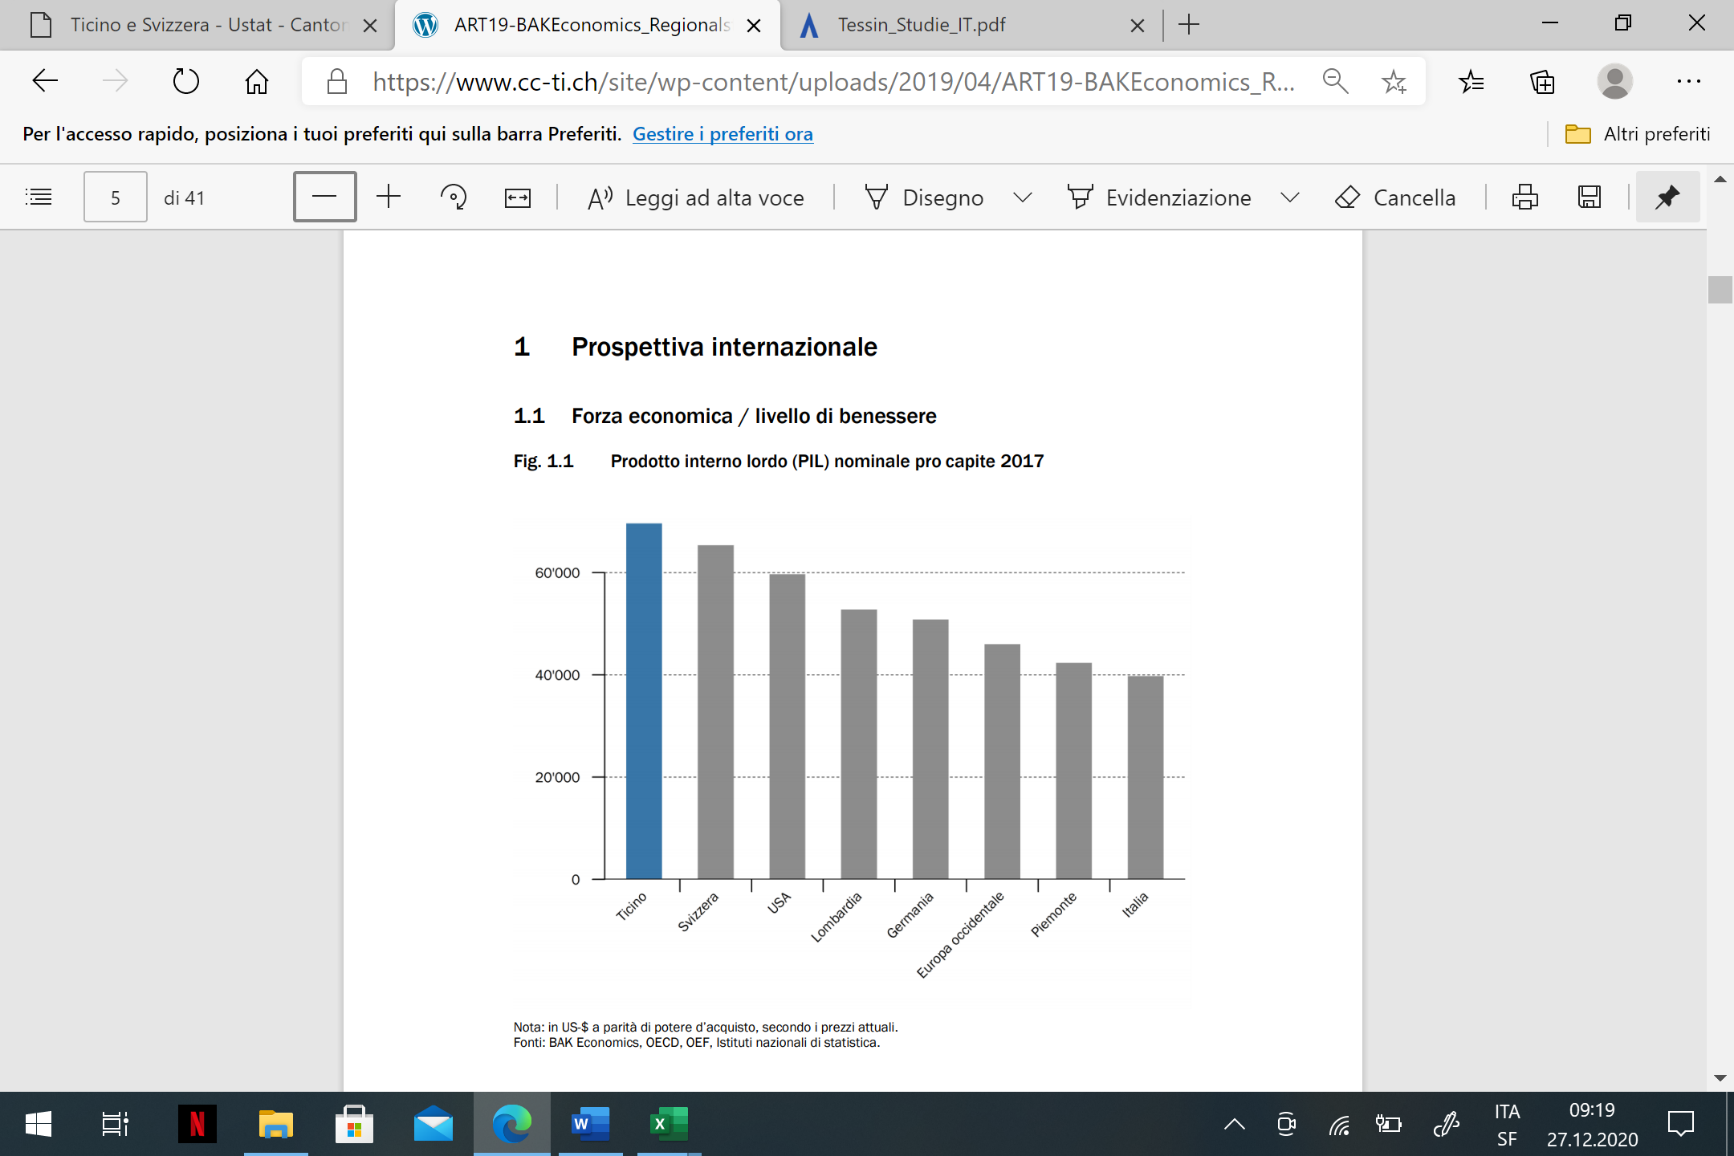 Ticino e Svizzera - Ustat - Canton
ART19-BAKEconomics_Regionals
Tessin_Studie_IT.pdf
https://www.cc-ti.ch/site/wp-content/uploads/2019/04/ART19-BAKEconomics_R...
Per l'accesso rapido, posiziona i tuoi preferiti qui sulla barra Preferiti. Gestire i preferiti ora
Altri preferiti
5 di 41
Leggi ad alta voce
Disegno
Evidenziazione
Cancella
1 Prospettiva internazionale
1.1 Forza economica / livello di benessere
Fig. 1.1 Prodotto interno lordo (PIL) nominale pro capite 2017
60'000
40'000
20'000
0
Ticino
Svizzera
USA
Lombardia
Germania
Europa occidentale
Piemonte
Italia
Nota: in US-$ a parità di potere d'acquisto, secondo i prezzi attuali.
Fonti: BAK Economics, OECD, OEF, Istituti nazionali di statistica.
ITA
SF
09:19
27.12.2020